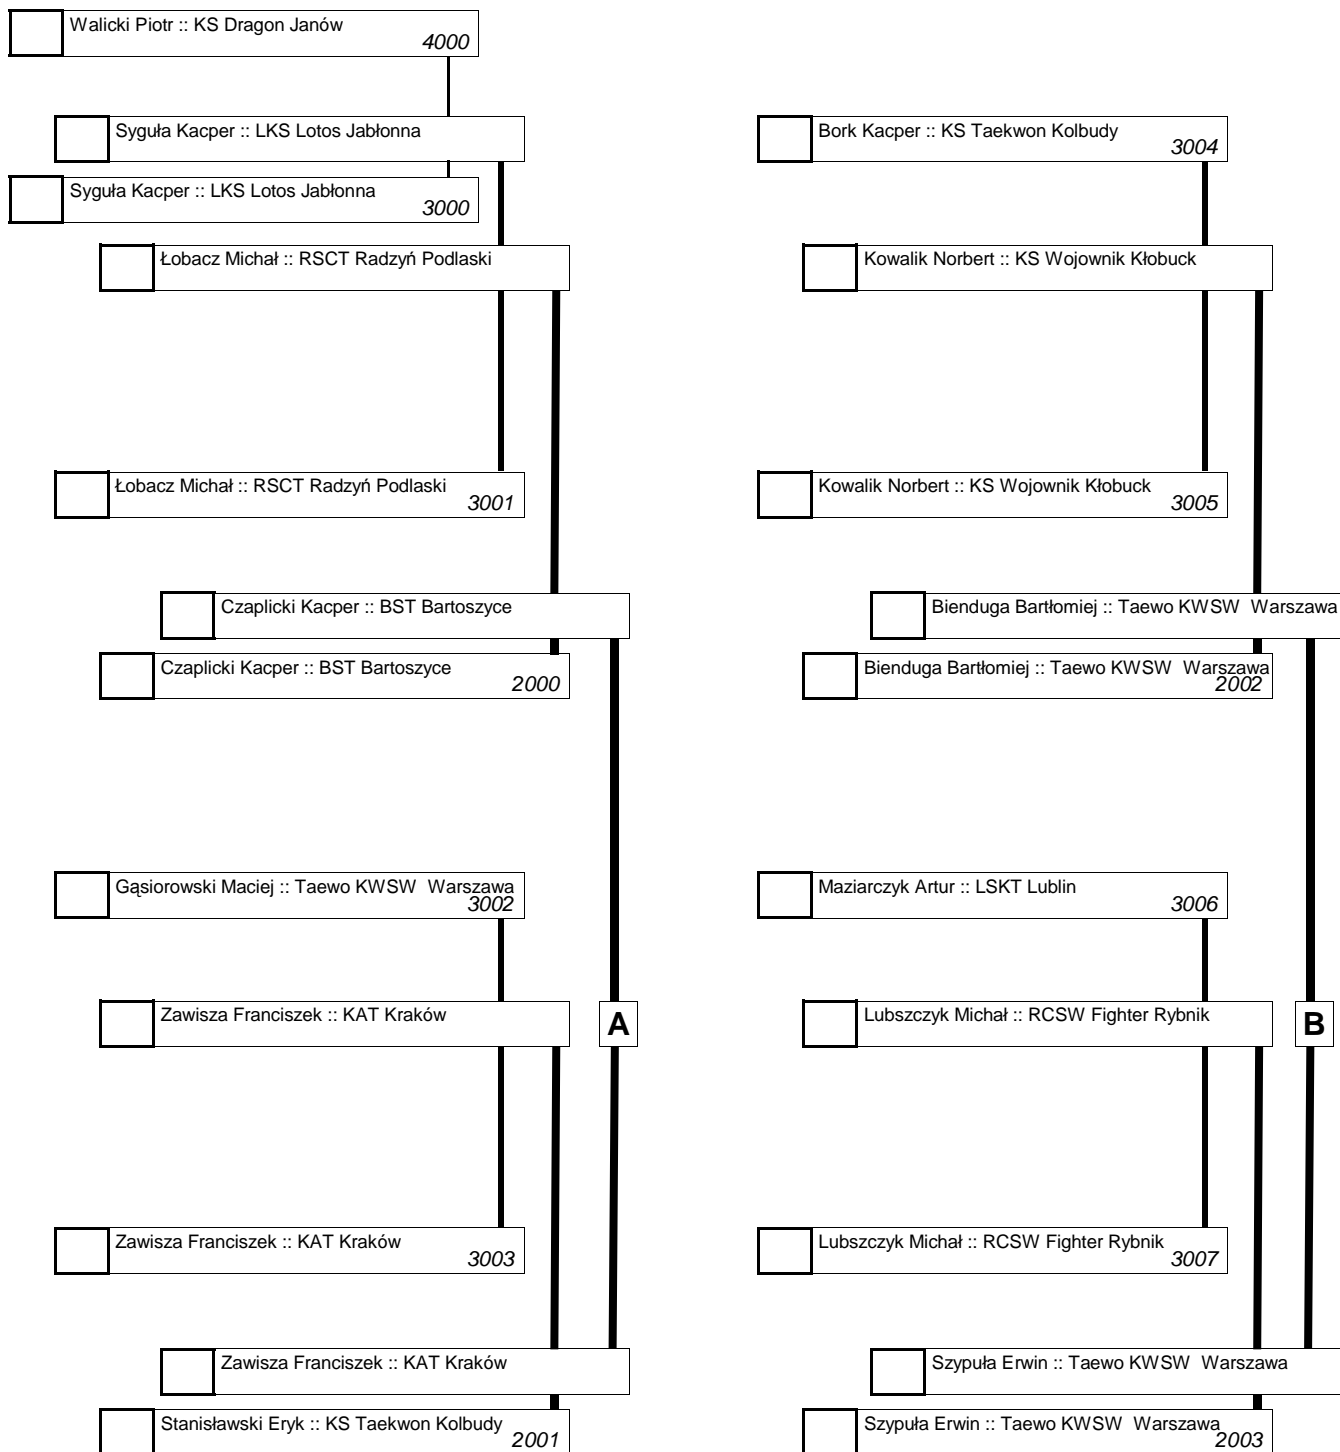 Walicki Piotr :: KS Dragon Janów
4000
Syguła Kacper :: LKS Lotos Jabłonna
Syguła Kacper :: LKS Lotos Jabłonna
3000
Łobacz Michał :: RSCT Radzyń Podlaski
Łobacz Michał :: RSCT Radzyń Podlaski
3001
Czaplicki Kacper :: BST Bartoszyce
Czaplicki Kacper :: BST Bartoszyce
2000
Gąsiorowski Maciej :: Taewo KWSW Warszawa
3002
Zawisza Franciszek :: KAT Kraków
A
Zawisza Franciszek :: KAT Kraków
3003
Zawisza Franciszek :: KAT Kraków
Stanisławski Eryk :: KS Taekwon Kolbudy
2001
Bork Kacper :: KS Taekwon Kolbudy
3004
Kowalik Norbert :: KS Wojownik Kłobuck
Kowalik Norbert :: KS Wojownik Kłobuck
3005
Bienduga Bartłomiej :: Taewo KWSW Warszawa
Bienduga Bartłomiej :: Taewo KWSW Warszawa
2002
Maziarczyk Artur :: LSKT Lublin
3006
Lubszczyk Michał :: RCSW Fighter Rybnik
B
Lubszczyk Michał :: RCSW Fighter Rybnik
3007
Szypuła Erwin :: Taewo KWSW Warszawa
Szypuła Erwin :: Taewo KWSW Warszawa
2003